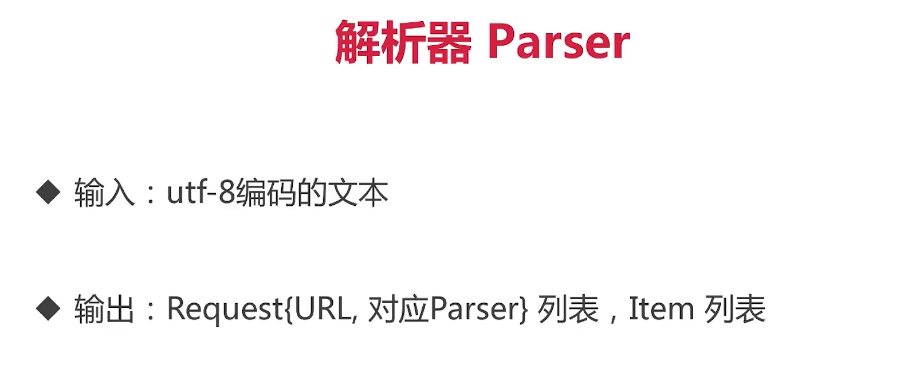 解析器 Parser
◆ 输入：utf-8编码的文本
◆ 输出：Request{URL, 对应Parser} 列表，Item 列表